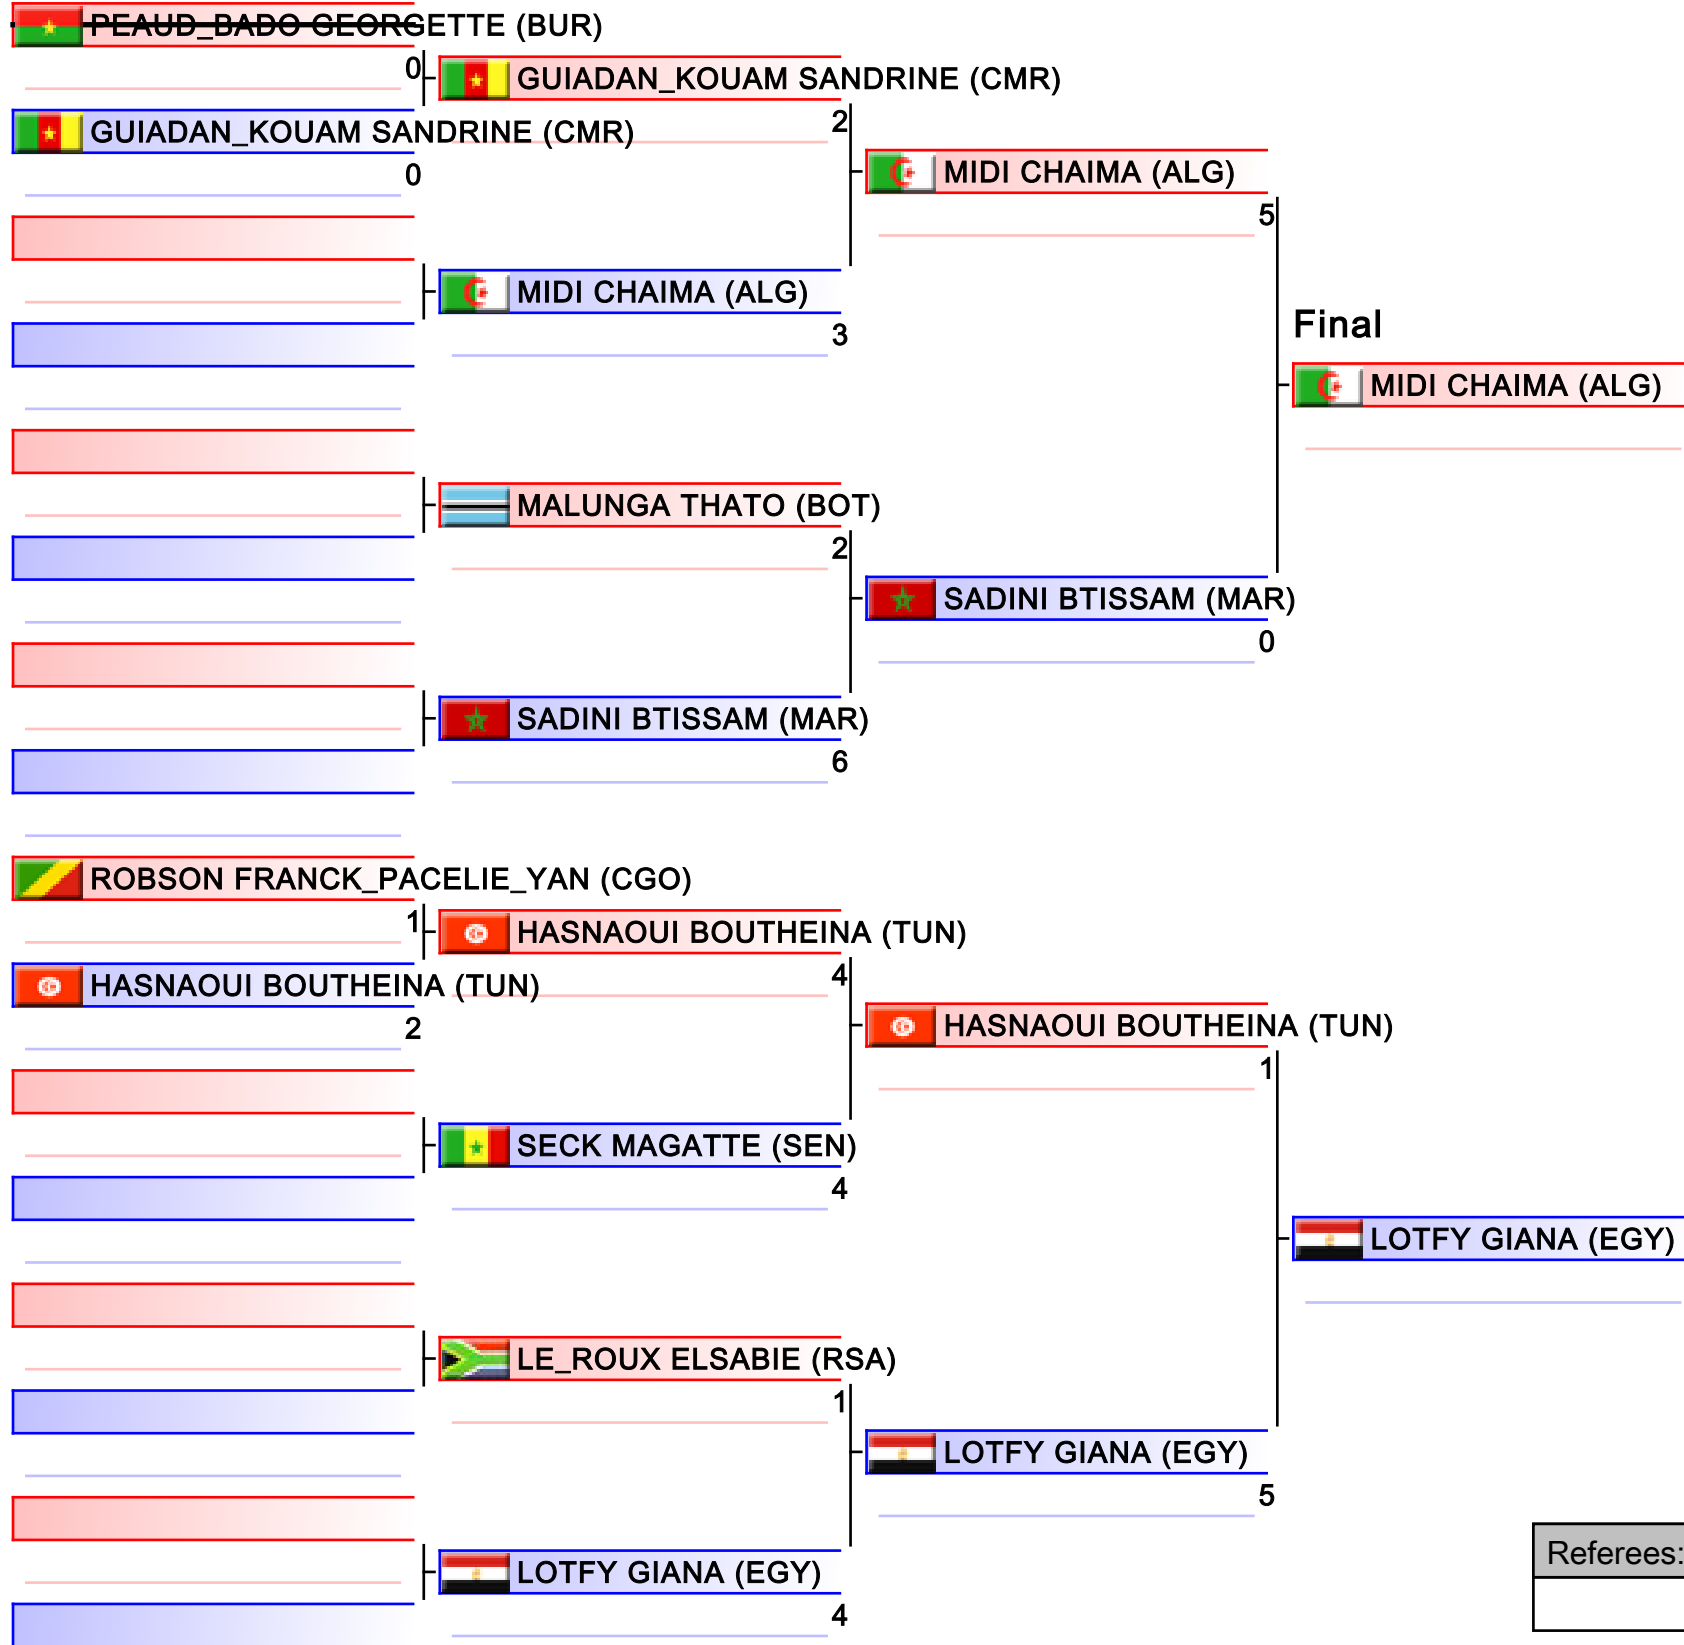 PEAUD_BADO GEORGETTE (BUR)
0
GUIADAN_KOUAM SANDRINE (CMR)
GUIADAN_KOUAM SANDRINE (CMR)
2
0
MIDI CHAIMA (ALG)
5
MIDI CHAIMA (ALG)
3
Final
MIDI CHAIMA (ALG)
MALUNGA THATO (BOT)
2
SADINI BTISSAM (MAR)
0
SADINI BTISSAM (MAR)
6
ROBSON FRANCK_PACELIE_YAN (CGO)
1
HASNAOUI BOUTHEINA (TUN)
4
HASNAOUI BOUTHEINA (TUN)
2
HASNAOUI BOUTHEINA (TUN)
1
SECK MAGATTE (SEN)
4
LOTFY GIANA (EGY)
LE_ROUX ELSABIE (RSA)
1
LOTFY GIANA (EGY)
5
Referees:
LOTFY GIANA (EGY)
4